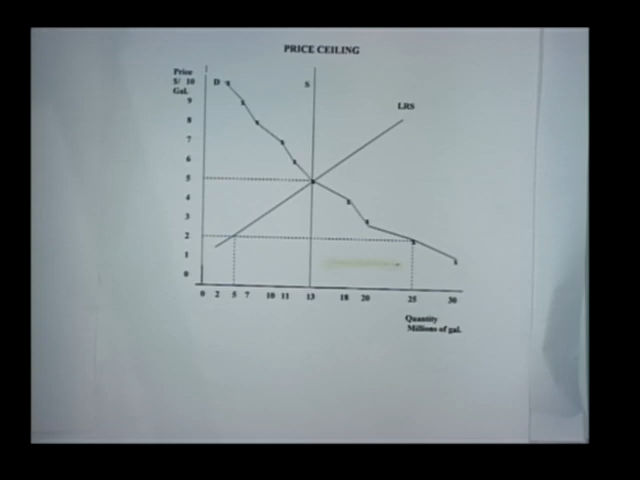 PRICE CEILING
Price
$/ 10
Gal.
D
S
LRS
9
8
7
6
5
4
3
2
1
0
0 2 5 7 10 11 13 18 20 25 30
Quantity
Millions of gal.